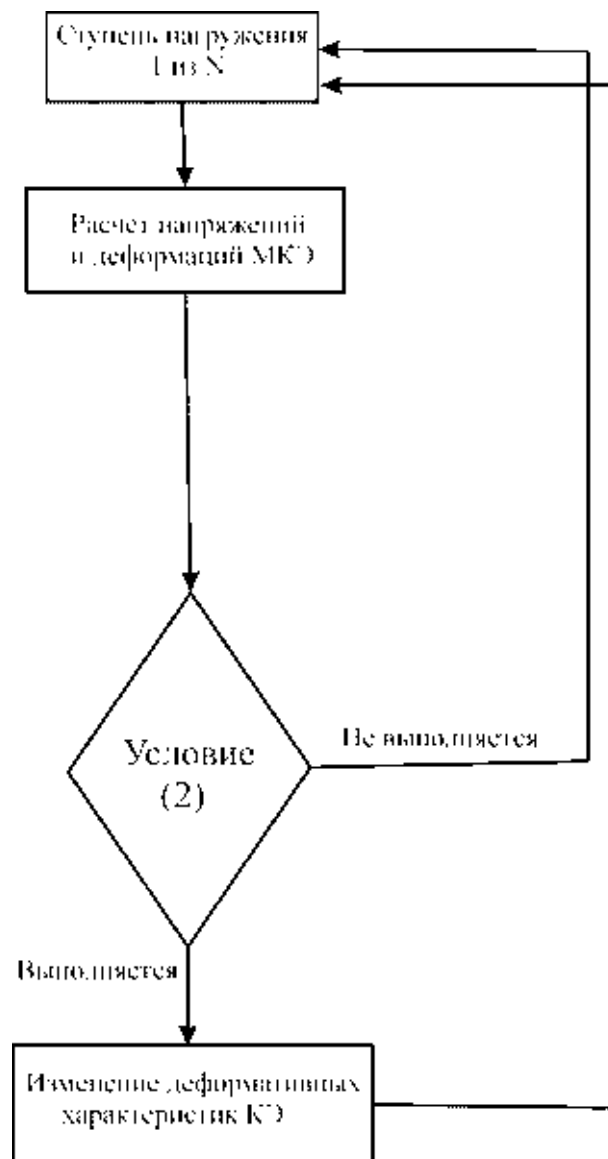 Ступень нагружения
1 из N
Расчет напряжений
и деформаций МКЭ
Условие
(2)
Не выполняется
Выполняется
Изменение деформативных
характеристик КЭ